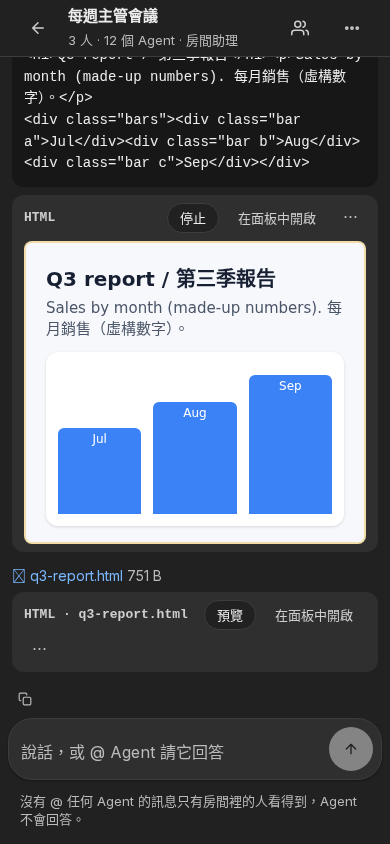 每週主管會議
3 人 · 12 個 Agent · 房間助理
month (made-up numbers). 每月銷售（虛構數
字）。</p>
<div class="bars"><div class="bar
a">Jul</div><div class="bar b">Aug</div>
<div class="bar c">Sep</div></div>
HTML
停止
在面板中開啟
Q3 report / 第三季報告
Sales by month (made-up numbers). 每
月銷售（虛構數字）。
Jul
Aug
Sep
q3-report.html 751 B
HTML · q3-report.html
預覽
在面板中開啟
說話，或 @ Agent 請它回答
沒有 @ 任何 Agent 的訊息只有房間裡的人看得到，Agent
不會回答。